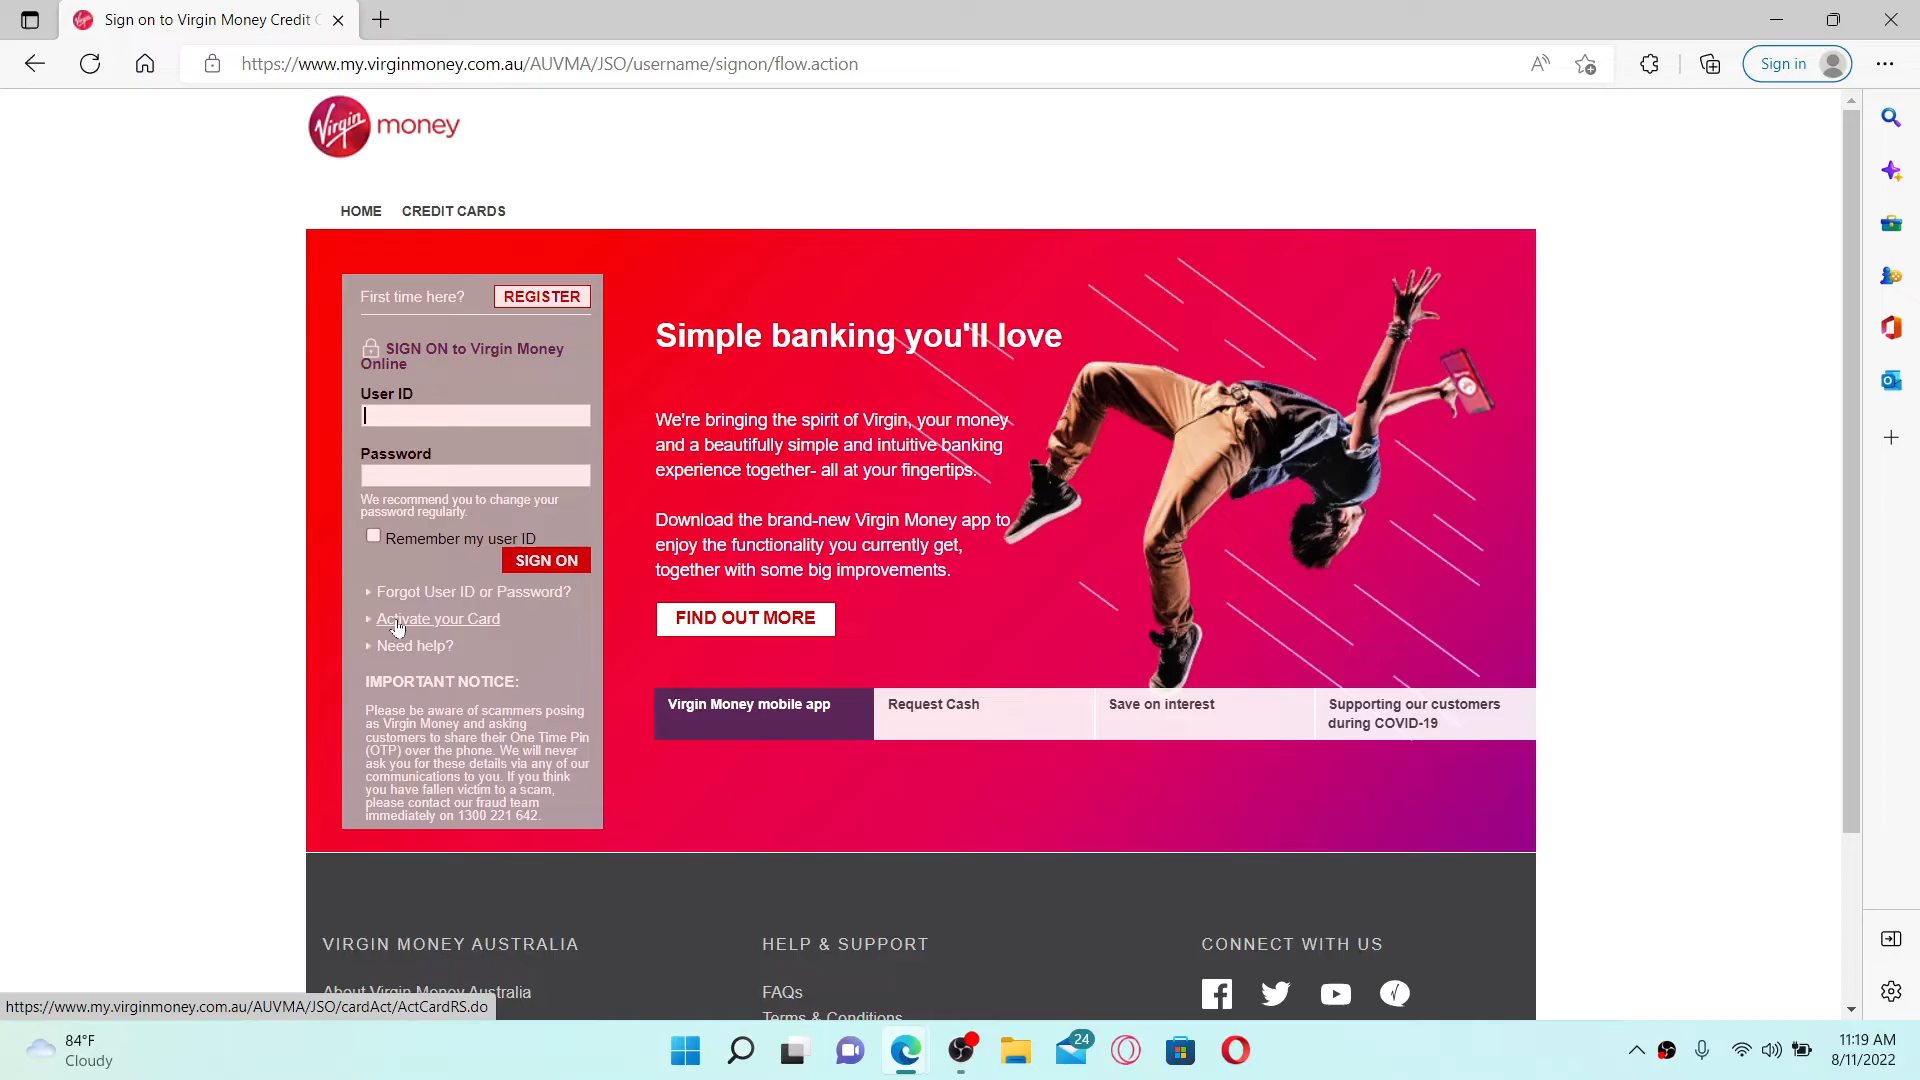 Sign on to Virgin Money Credit C
https://www.my.virginmoney.com.au/AUVMA/JSO/username/signon/flow.action
Sign in
Virgin money
HOME CREDIT CARDS
First time here? REGISTER
SIGN ON to Virgin Money
Online
User ID
Password
We recommend you to change your
password regularly.
Remember my user ID
SIGN ON
Forgot User ID or Password?
Activate your Card
Need help?
IMPORTANT NOTICE:
Please be aware of scammers posing
as Virgin Money and asking
customers to share their One Time Pin
(OTP) over the phone. We will never
ask you for these details via any of our
communications to you. If you think
you have fallen victim to a scam,
please contact our fraud team
immediately on 1300 221 642.
Simple banking you'll love
We're bringing the spirit of Virgin, your money
and a beautifully simple and intuitive banking
experience together- all at your fingertips.
Download the brand-new Virgin Money app to
enjoy the functionality you currently get,
together with some big improvements.
FIND OUT MORE
Virgin Money mobile app
Request Cash
Save on interest
Supporting our customers
during COVID-19
VIRGIN MONEY AUSTRALIA
About Virgin Money Australia
HELP & SUPPORT
FAQs
Terms & Conditions
CONNECT WITH US
https://www.my.virginmoney.com.au/AUVMA/JSO/cardAct/ActCardRS.do
84°F
Cloudy
24
11:19 AM
8/11/2022